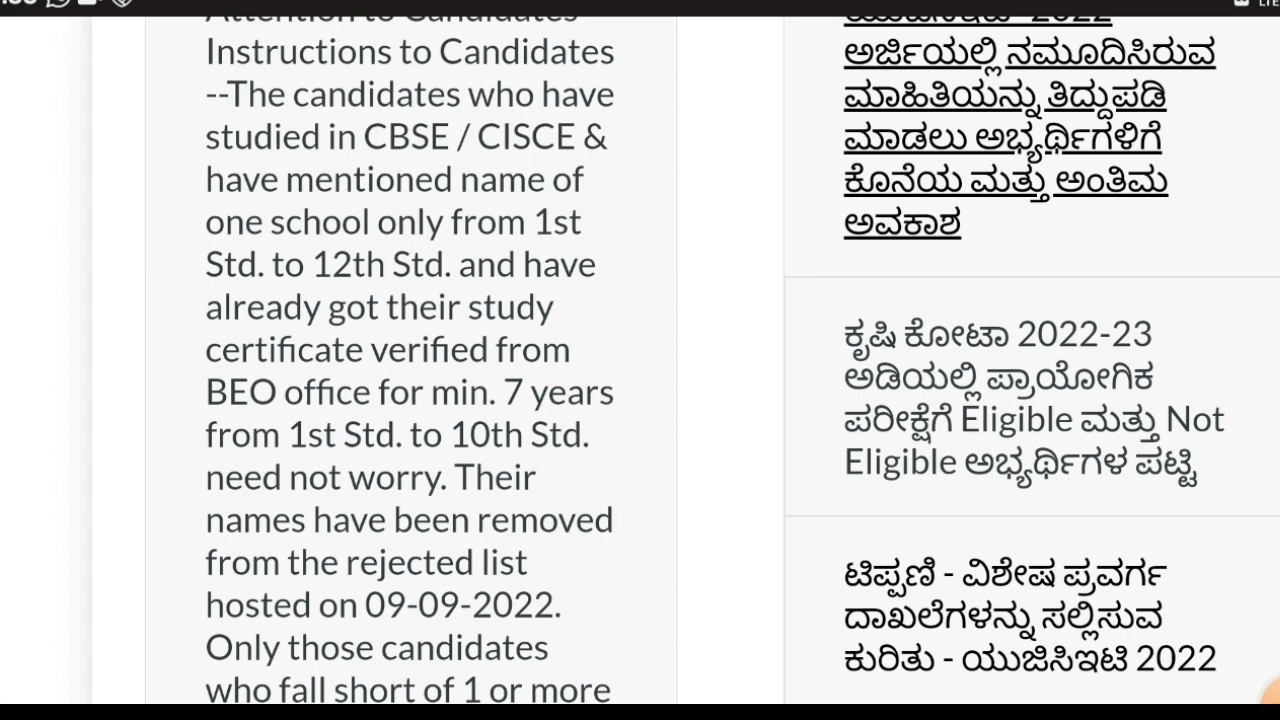 Attention to Candidates
Instructions to Candidates
--The candidates who have
studied in CBSE / CISCE &
have mentioned name of
one school only from 1st
Std. to 12th Std. and have
already got their study
certificate verified from
BEO office for min. 7 years
from 1st Std. to 10th Std.
need not worry. Their
names have been removed
from the rejected list
hosted on 09-09-2022.
Only those candidates
who fall short of 1 or more
ಯುಜಿಸಿಇಟಿ- 2022
ಅರ್ಜಿಯಲ್ಲಿ ನಮೂದಿಸಿರುವ
ಮಾಹಿತಿಯನ್ನು ತಿದ್ದುಪಡಿ
ಮಾಡಲು ಅಭ್ಯರ್ಥಿಗಳಿಗೆ
ಕೊನೆಯ ಮತ್ತು ಅಂತಿಮ
ಅವಕಾಶ
ಕೃಷಿ ಕೋಟಾ 2022-23
ಅಡಿಯಲ್ಲಿ ಪ್ರಾಯೋಗಿಕ
ಪರೀಕ್ಷೆಗೆ Eligible ಮತ್ತು Not
Eligible ಅಭ್ಯರ್ಥಿಗಳ ಪಟ್ಟಿ
ಟಿಪ್ಪಣಿ - ವಿಶೇಷ ಪ್ರವರ್ಗ
ದಾಖಲೆಗಳನ್ನು ಸಲ್ಲಿಸುವ
ಕುರಿತು - ಯುಜಿಸಿಇಟಿ 2022